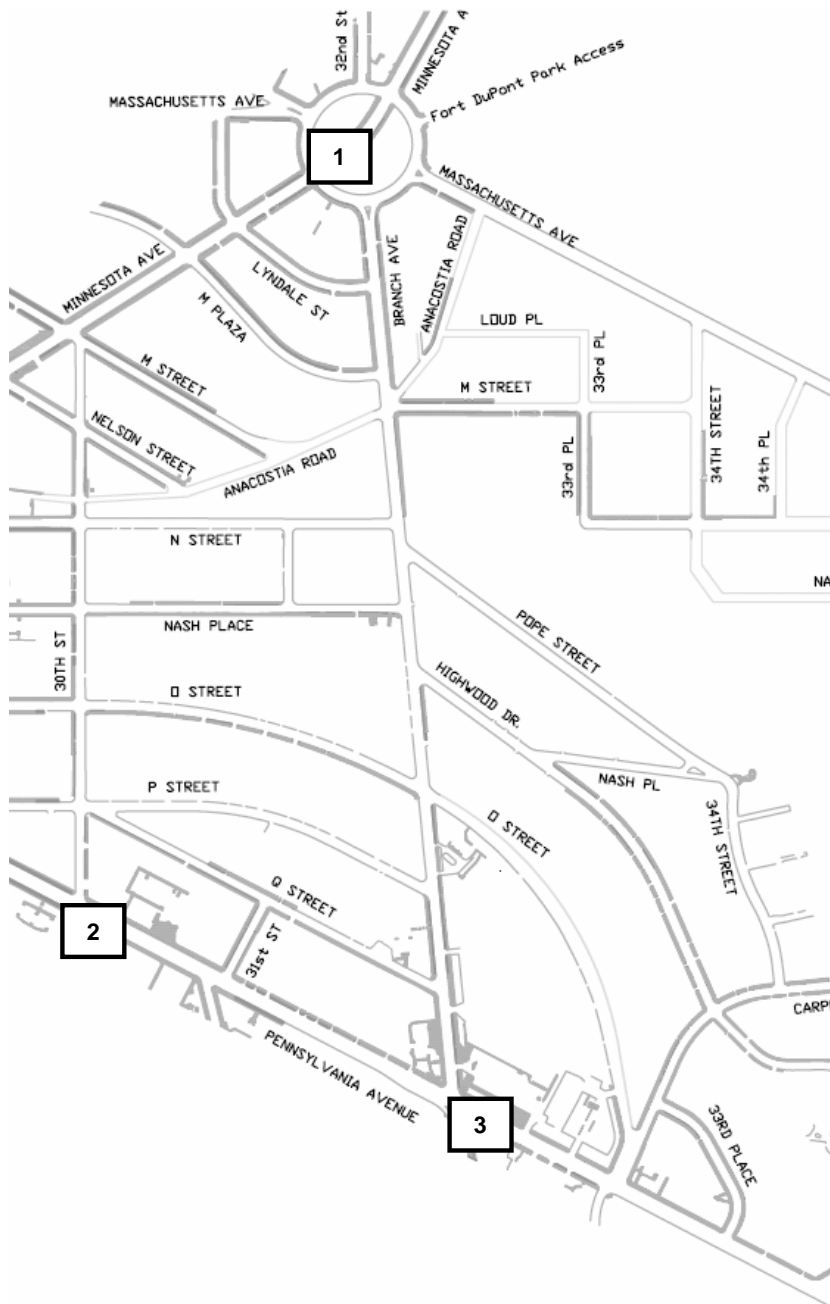 32nd St
MINNESOTA A
Fort DuPont Park Access
MASSACHUSETTS AVE
1
MASSACHUSETTS AVE
MINNESOTA AVE
LYNDALE ST
M PLAZA
BRANCH AVE
ANACOSTIA ROAD
LOUD PL
33rd PL
M STREET
M STREET
34TH STREET
34th PL
NELSON STREET
33rd PL
ANACOSTIA ROAD
N STREET
NA
NASH PLACE
POPE STREET
30TH ST
O STREET
HIGHWOOD DR.
NASH PL
P STREET
O STREET
34TH STREET
Q STREET
2
31st ST
CARP
PENNSYLVANIA AVENUE
3
33RD PLACE